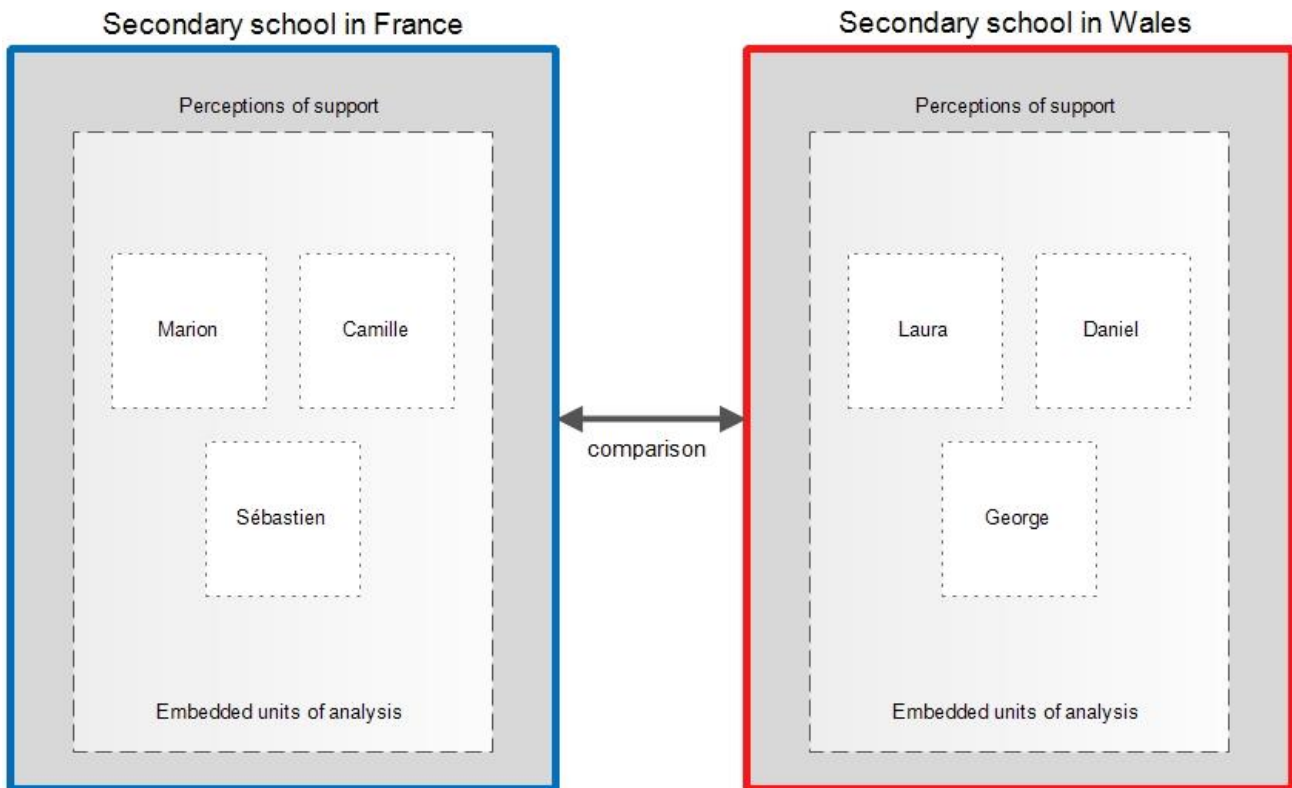 Secondary school in France
Perceptions of support
Marion
Camille
Sébastien
Embedded units of analysis
comparison
Secondary school in Wales
Perceptions of support
Laura
Daniel
George
Embedded units of analysis